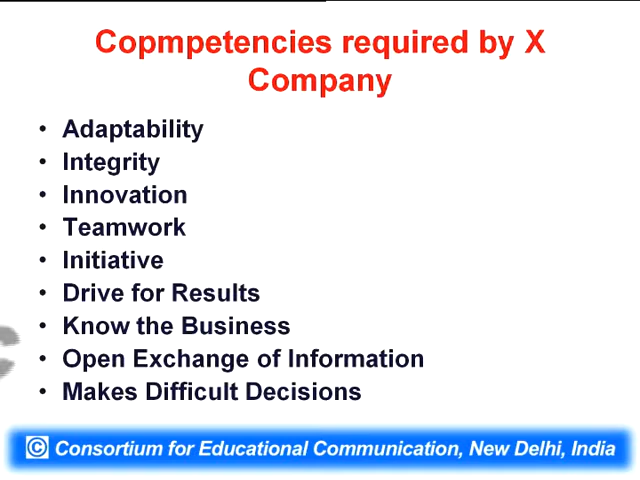 Copmpetencies required by X
Company
• Adaptability
• Integrity
• Innovation
• Teamwork
• Initiative
• Drive for Results
• Know the Business
• Open Exchange of Information
• Makes Difficult Decisions
© Consortium for Educational Communication, New Delhi, India